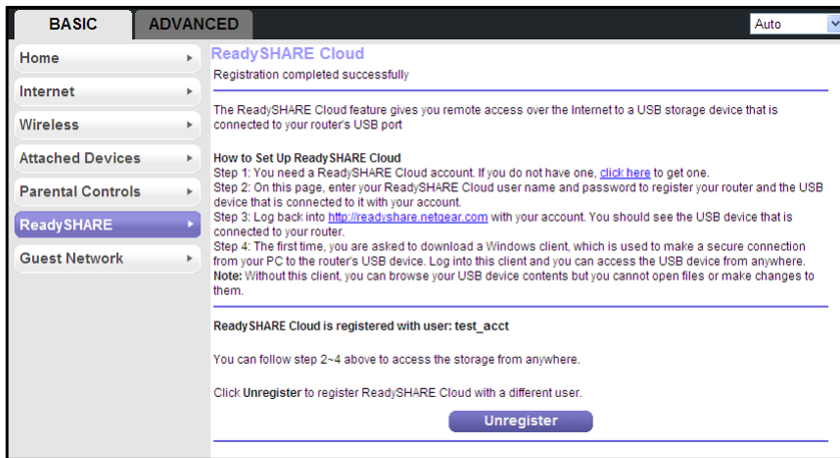 BASIC
ADVANCED
Auto
Home
Internet
Wireless
Attached Devices
Parental Controls
ReadySHARE
Guest Network
ReadySHARE Cloud
Registration completed successfully
The ReadySHARE Cloud feature gives you remote access over the Internet to a USB storage device that is
connected to your router's USB port
How to Set Up ReadySHARE Cloud
Step 1: You need a ReadySHARE Cloud account. If you do not have one, click here to get one.
Step 2: On this page, enter your ReadySHARE Cloud user name and password to register your router and the USB
device that is connected to it with your account.
Step 3: Log back into http://readyshare.netgear.com with your account. You should see the USB device that is
connected to your router.
Step 4: The first time, you are asked to download a Windows client, which is used to make a secure connection
from your PC to the router's USB device. Log into this client and you can access the USB device from anywhere.
Note: Without this client, you can browse your USB device contents but you cannot open files or make changes to
them.
ReadySHARE Cloud is registered with user: test_acct
You can follow step 2~4 above to access the storage from anywhere.
Click Unregister to register ReadySHARE Cloud with a different user.
Unregister